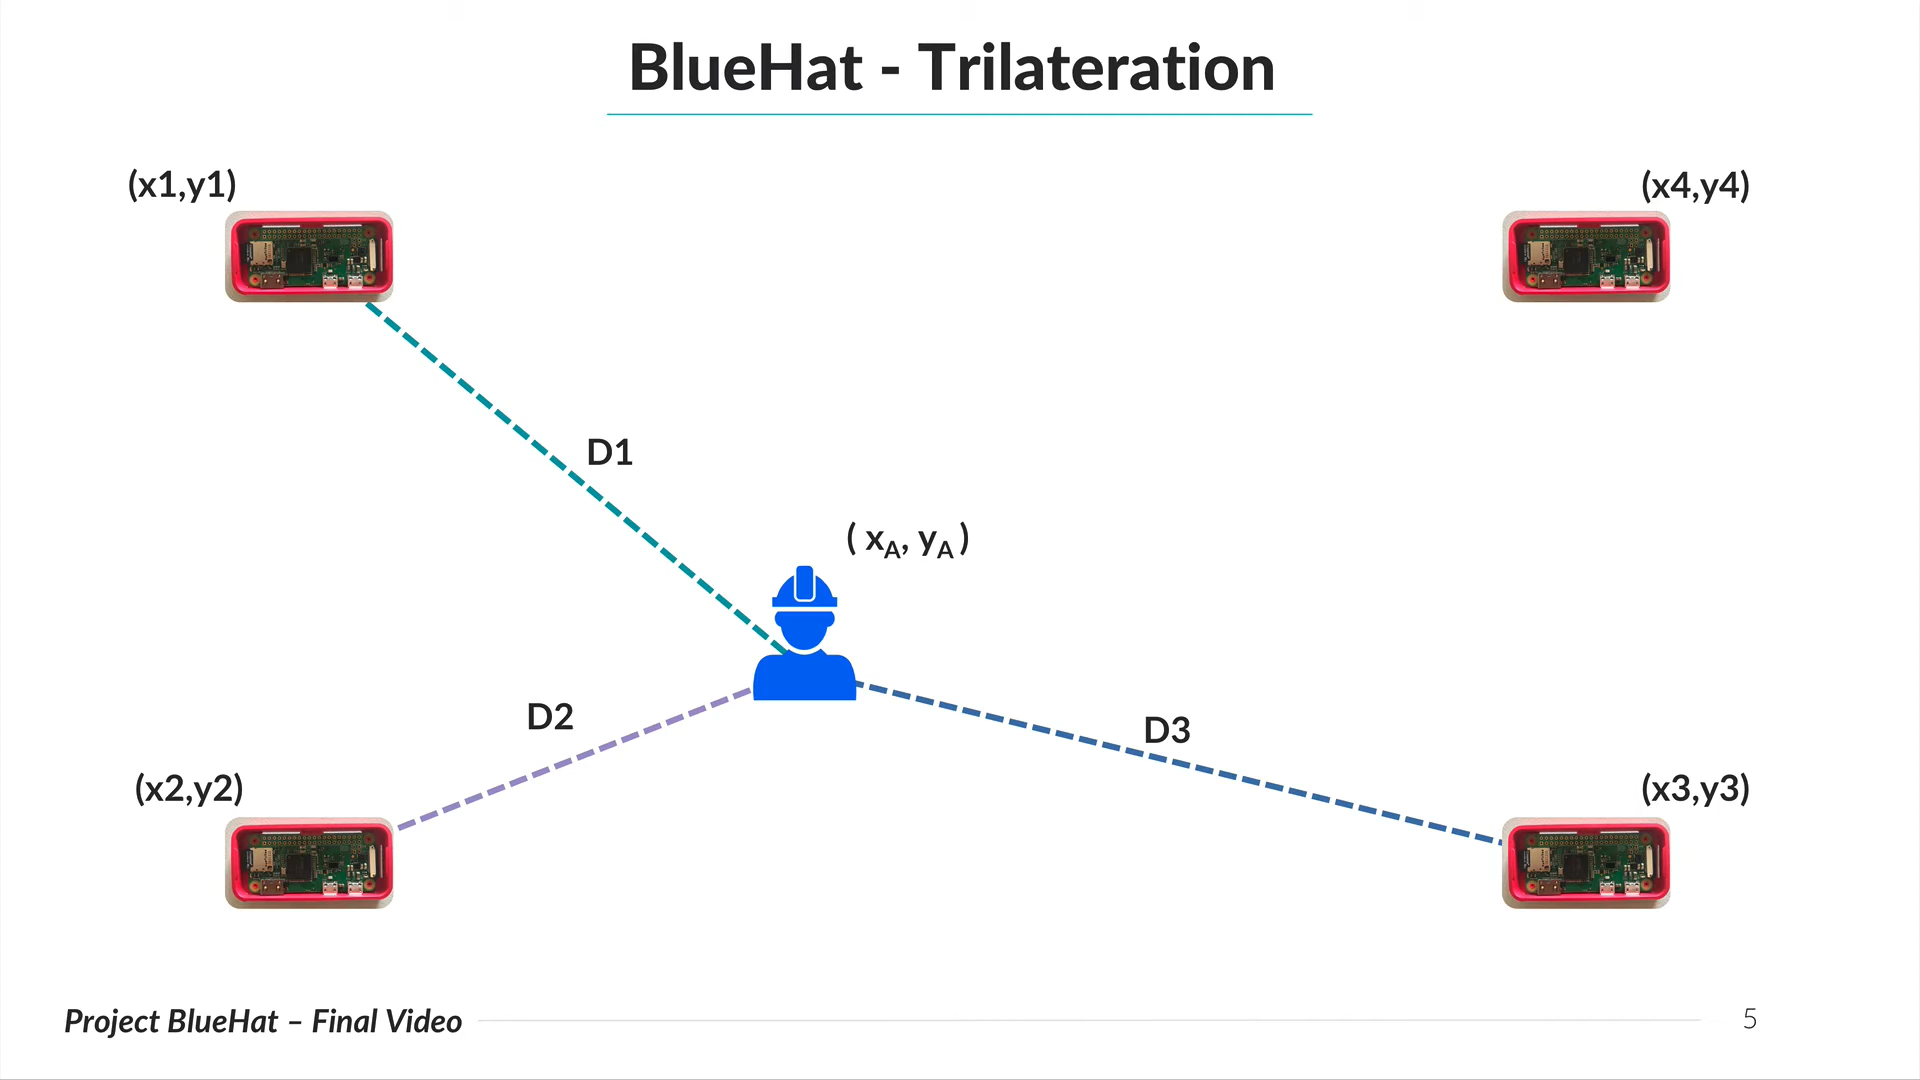 BlueHat - Trilateration
(x1,y1)
(x4,y4)
D1
( xA, yA )
D2
D3
(x2,y2)
(x3,y3)
Project BlueHat – Final Video
5